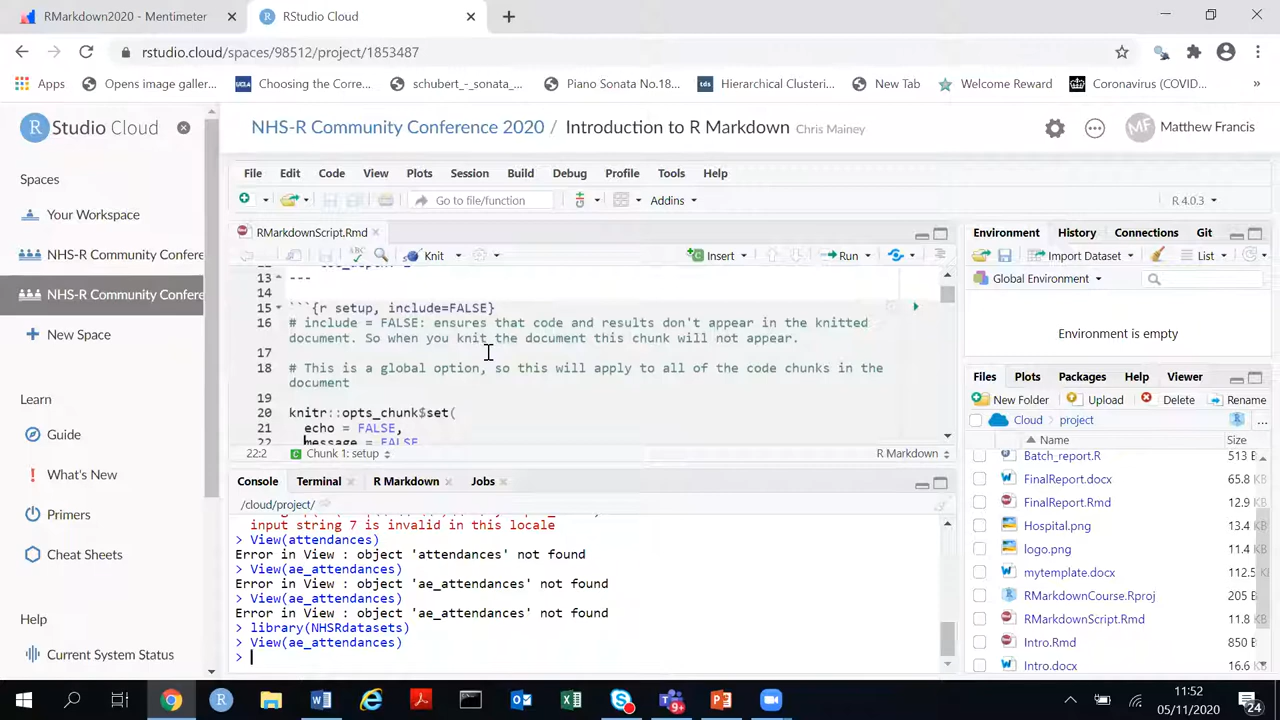 RMarkdown2020 - Mentimeter
RStudio Cloud
rstudio.cloud/spaces/98512/project/1853487
Apps
Opens image galler...
UCLA
Choosing the Corre...
schubert_-_sonata_...
Piano Sonata No.18...
tds
Hierarchical Clusteri...
New Tab
Welcome Reward
Coronavirus (COVID...
R Studio Cloud
NHS-R Community Conference 2020 / Introduction to R Markdown Chris Mainey
MF Matthew Francis
Spaces
Your Workspace
NHS-R Community Confere
NHS-R Community Confere
New Space
Learn
Guide
What's New
Primers
Cheat Sheets
Help
Current System Status
File Edit Code View Plots Session Build Debug Profile Tools Help
Go to file/function
Addins
R 4.0.3
RMarkdownScript.Rmd
ABC
Knit
Insert
Run
13 ---
14
15 ```{r setup, include=FALSE}
16 # include = FALSE: ensures that code and results don't appear in the knitted
document. So when you knit the document this chunk will not appear.
17
18 # This is a global option, so this will apply to all of the code chunks in the
document
19
20 knitr::opts_chunk$set(
21 echo = FALSE,
22 message = FALSE
22:2
Chunk 1: setup
R Markdown
Console Terminal R Markdown Jobs
/cloud/project/
input string 7 is invalid in this locale
> View(attendances)
Error in View : object 'attendances' not found
> View(ae_attendances)
Error in View : object 'ae_attendances' not found
> View(ae_attendances)
Error in View : object 'ae_attendances' not found
> library(NHSRdatasets)
> View(ae_attendances)
>
Environment History Connections Git
Import Dataset
List
Global Environment
Environment is empty
Files Plots Packages Help Viewer
New Folder Upload Delete Rename
Cloud project
Name Size
Batch_report.R 513 B
FinalReport.docx 65.8 K
FinalReport.Rmd 12.9 K
Hospital.png 13.4 K
logo.png 11.4 K
mytemplate.docx 112.5
RMarkdownCourse.Rproj 205 B
RMarkdownScript.Rmd 11.8 K
Intro.Rmd 850 B
Intro.docx 16.6 K
9+
11:52
05/11/2020
24